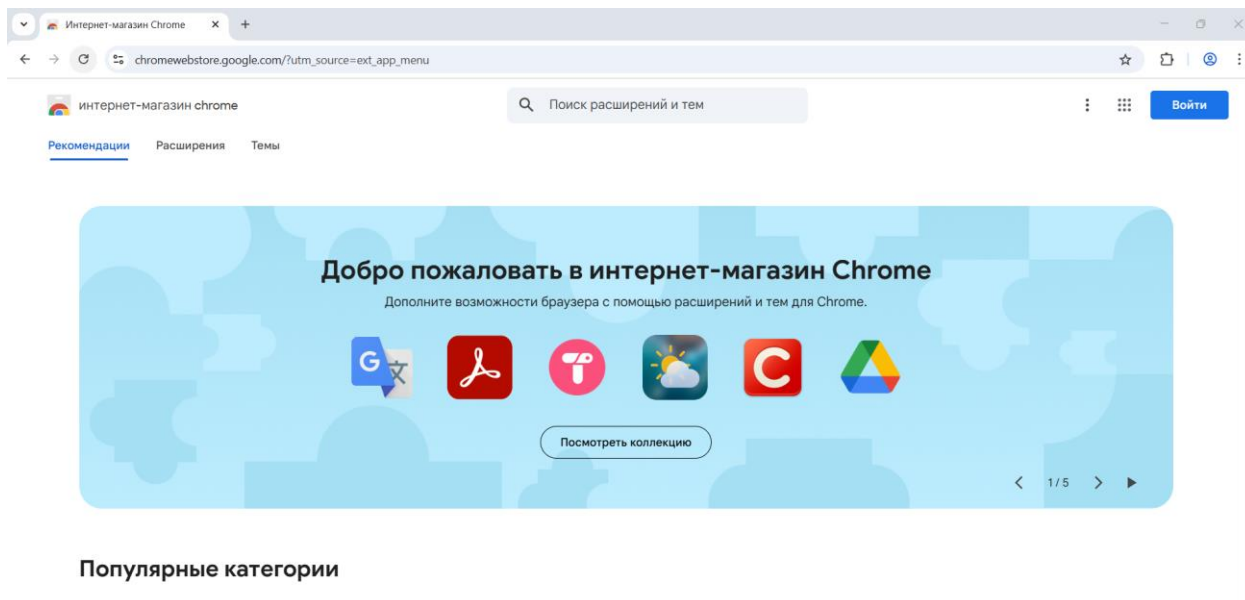 Интернет-магазин Chrome
chromewebstore.google.com/?utm_source=ext_app_menu
интернет-магазин chrome
Поиск расширений и тем
Войти
Рекомендации Расширения Темы
Добро пожаловать в интернет-магазин Chrome
Дополните возможности браузера с помощью расширений и тем для Chrome.
G 文
C
Посмотреть коллекцию
1/5
Популярные категории